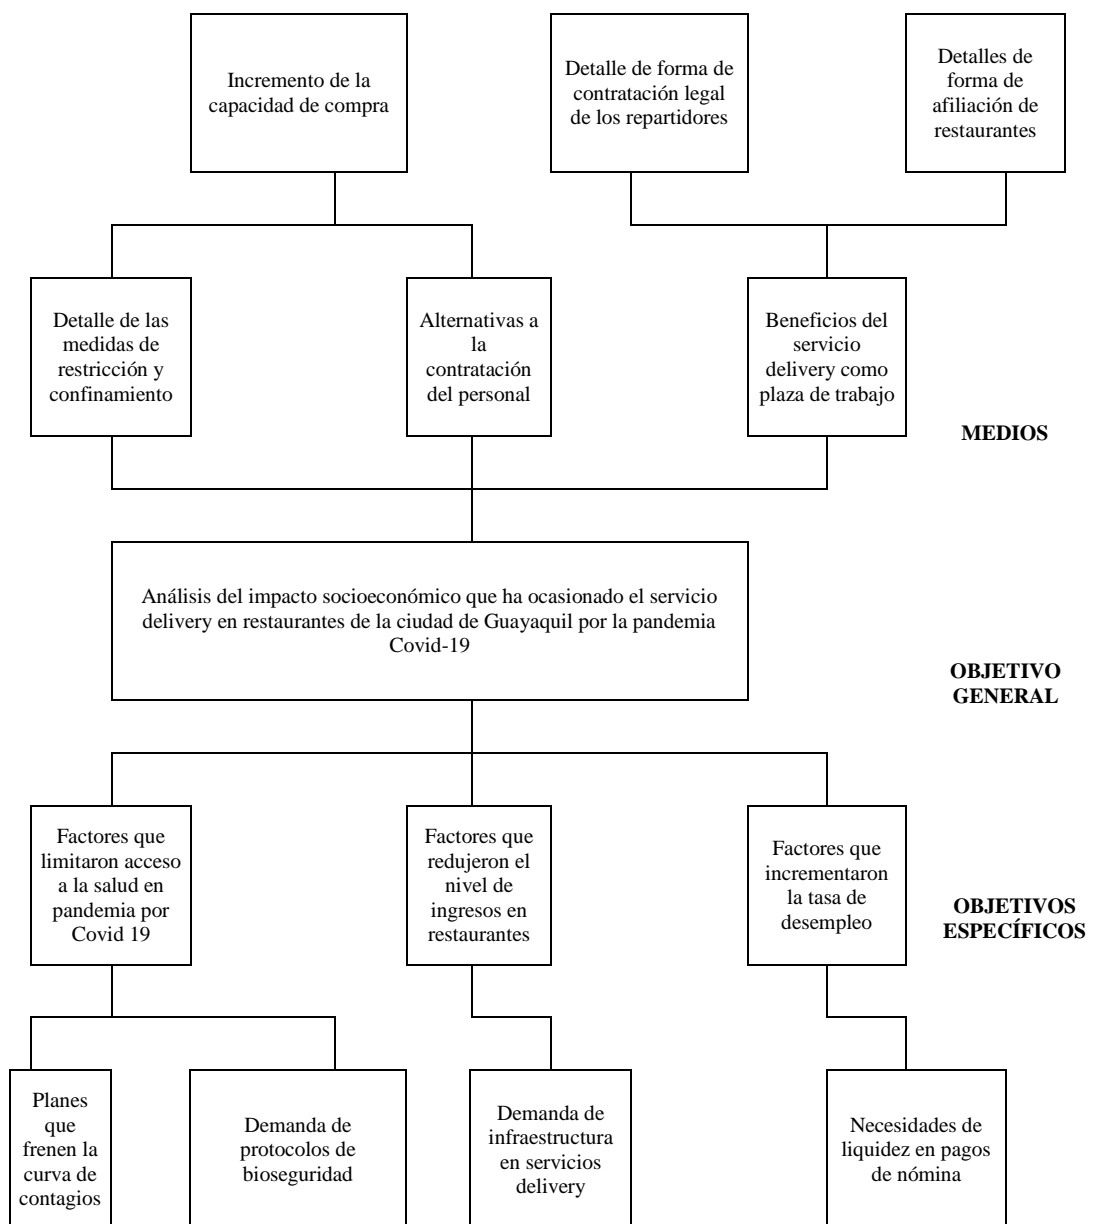 Incremento de la
capacidad de compra
Detalle de forma de
contratación legal
de los repartidores
Detalles de
forma de
afiliación de
restaurantes
Detalle de las
medidas de
restricción y
confinamiento
Alternativas a
la
contratación
del personal
Beneficios del
servicio
delivery como
plaza de trabajo
MEDIOS
Análisis del impacto socioeconómico que ha ocasionado el servicio
delivery en restaurantes de la ciudad de Guayaquil por la pandemia
Covid-19
OBJETIVO
GENERAL
Factores que
limitaron acceso
a la salud en
pandemia por
Covid 19
Factores que
redujeron el
nivel de
ingresos en
restaurantes
Factores que
incrementaron
la tasa de
desempleo
OBJETIVOS
ESPECÍFICOS
Planes
que
frenen la
curva de
contagios
Demanda de
protocolos de
bioseguridad
Demanda de
infraestructura
en servicios
delivery
Necesidades de
liquidez en pagos
de nómina